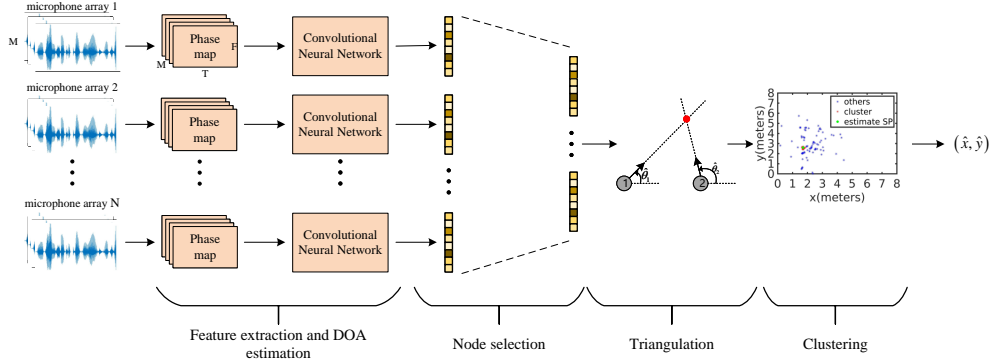 microphone array 1
M
Phase
map
F
M
T
Convolutional
Neural Network
microphone array 2
Phase
map
Convolutional
Neural Network
microphone array N
Phase
map
Convolutional
Neural Network
1
θ̂₁
2
θ̂₂
8
7
6
5
4
3
2
1
0
y(meters)
others
cluster
estimate SP
0 1 2 3 4 5 6 7 8
x(meters)
(x̂, ŷ)
Feature extraction and DOA
estimation
Node selection
Triangulation
Clustering